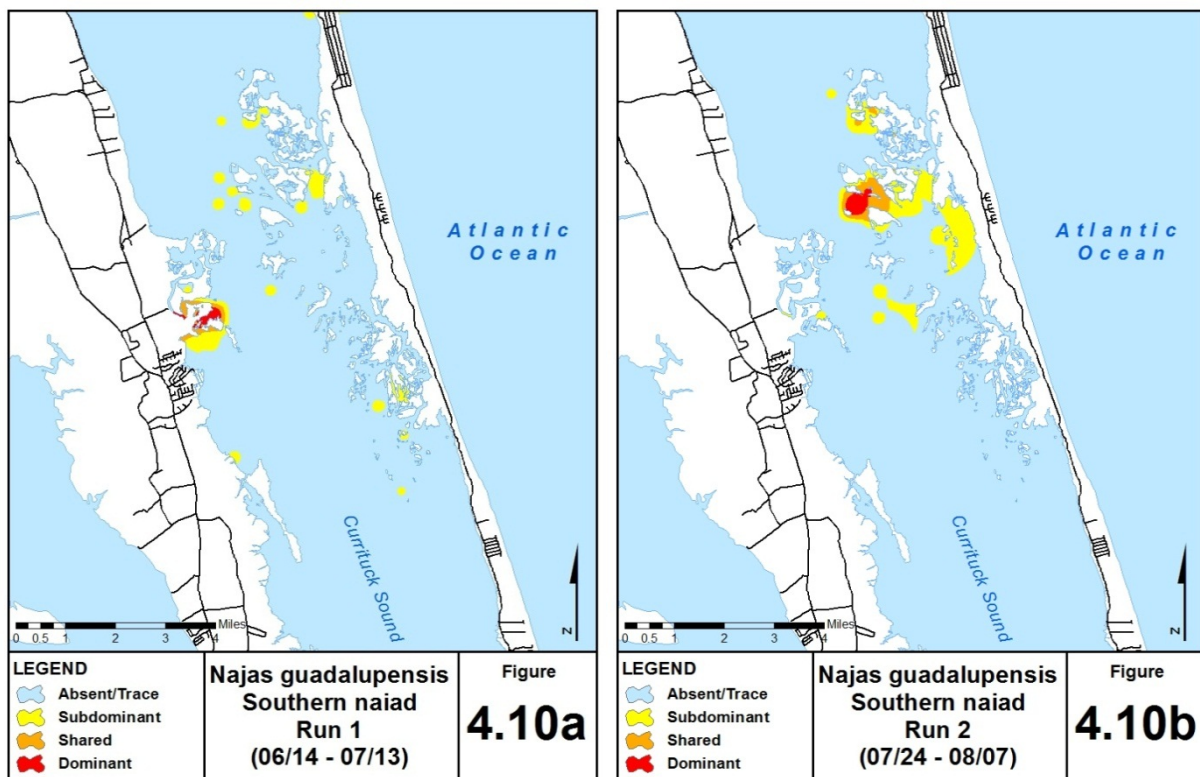 Atlantic
Ocean
Currituck Sound
0 0.5 1 2 3 4
Miles
N
LEGEND
Absent/Trace
Subdominant
Shared
Dominant
Najas guadalupensis
Southern naiad
Run 1
(06/14 - 07/13)
Figure
4.10a
Atlantic
Ocean
Currituck Sound
0 0.5 1 2 3 4
Miles
N
LEGEND
Absent/Trace
Subdominant
Shared
Dominant
Najas guadalupensis
Southern naiad
Run 2
(07/24 - 08/07)
Figure
4.10b